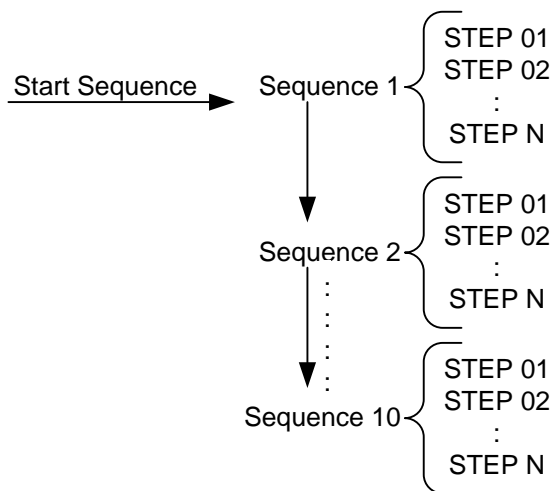 STEP 01
STEP 02
:
STEP N
Start Sequence
Sequence 1
STEP 01
STEP 02
:
STEP N
Sequence 2
STEP 01
STEP 02
:
STEP N
Sequence 10